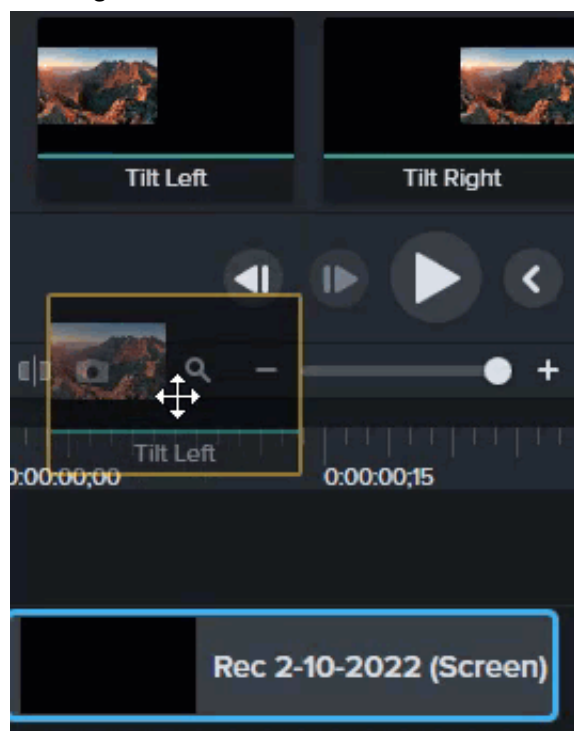 Tilt Left
Tilt Right
Tilt Left
0:00:00;00
0:00:00;15
Rec 2-10-2022 (Screen)